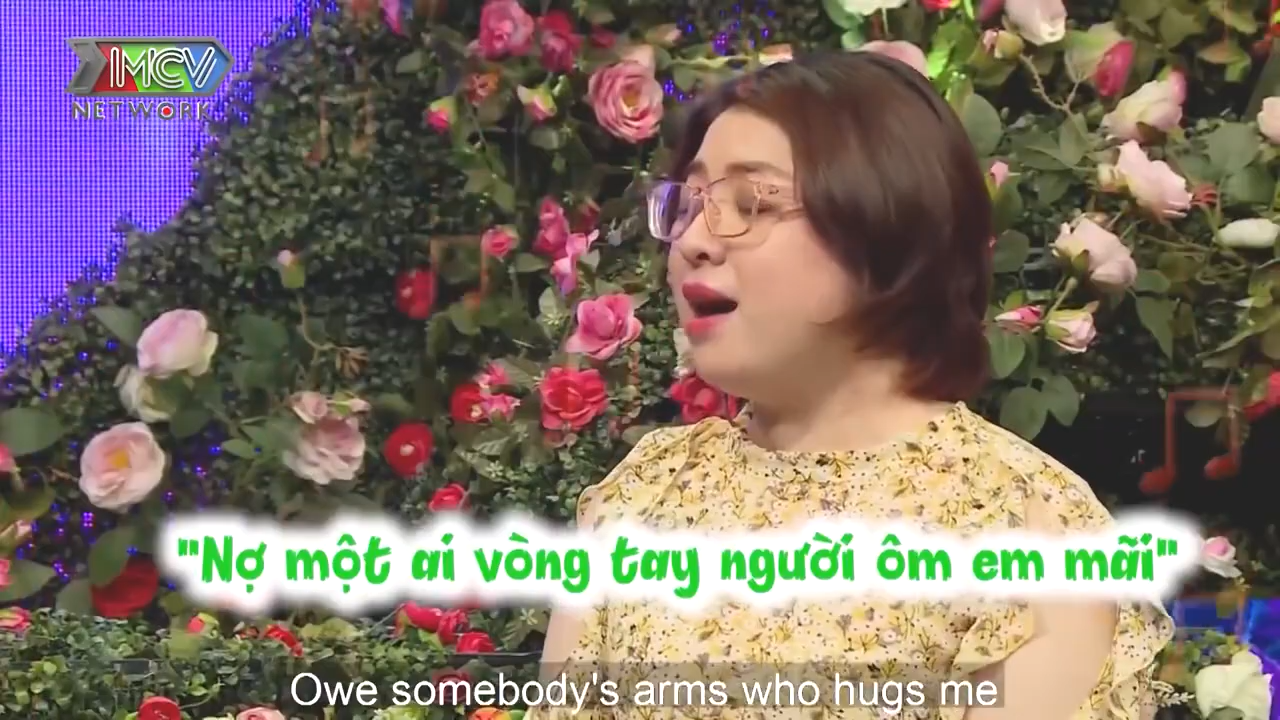 MCV
NETWORK
"Nợ một ai vòng tay người ôm em mãi"
Owe somebody's arms who hugs me